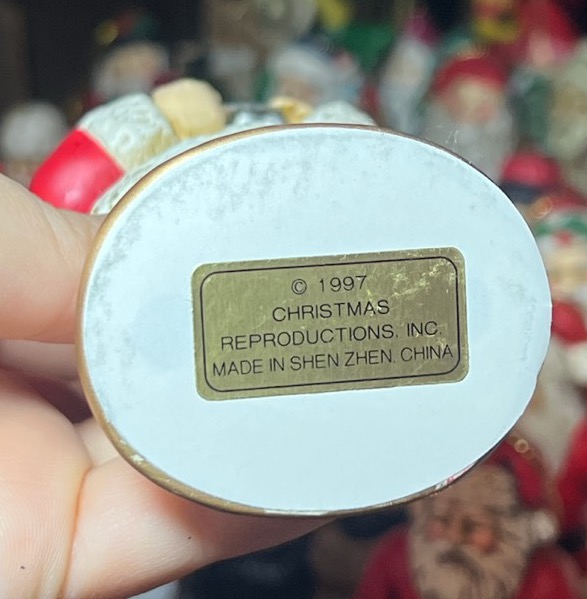 © 1997
CHRISTMAS
REPRODUCTIONS, INC.
MADE IN SHEN ZHEN, CHINA